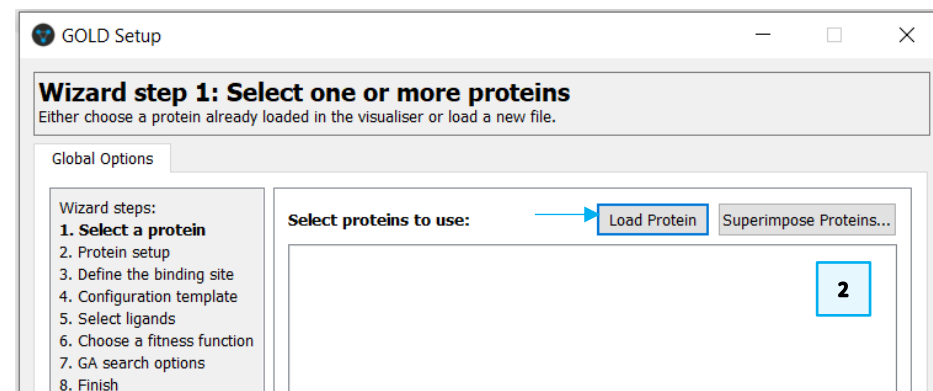 GOLD Setup
Wizard step 1: Select one or more proteins
Either choose a protein already loaded in the visualiser or load a new file.
Global Options
Wizard steps:
1. Select a protein
2. Protein setup
3. Define the binding site
4. Configuration template
5. Select ligands
6. Choose a fitness function
7. GA search options
8. Finish
Select proteins to use:
Load Protein
Superimpose Proteins...
2